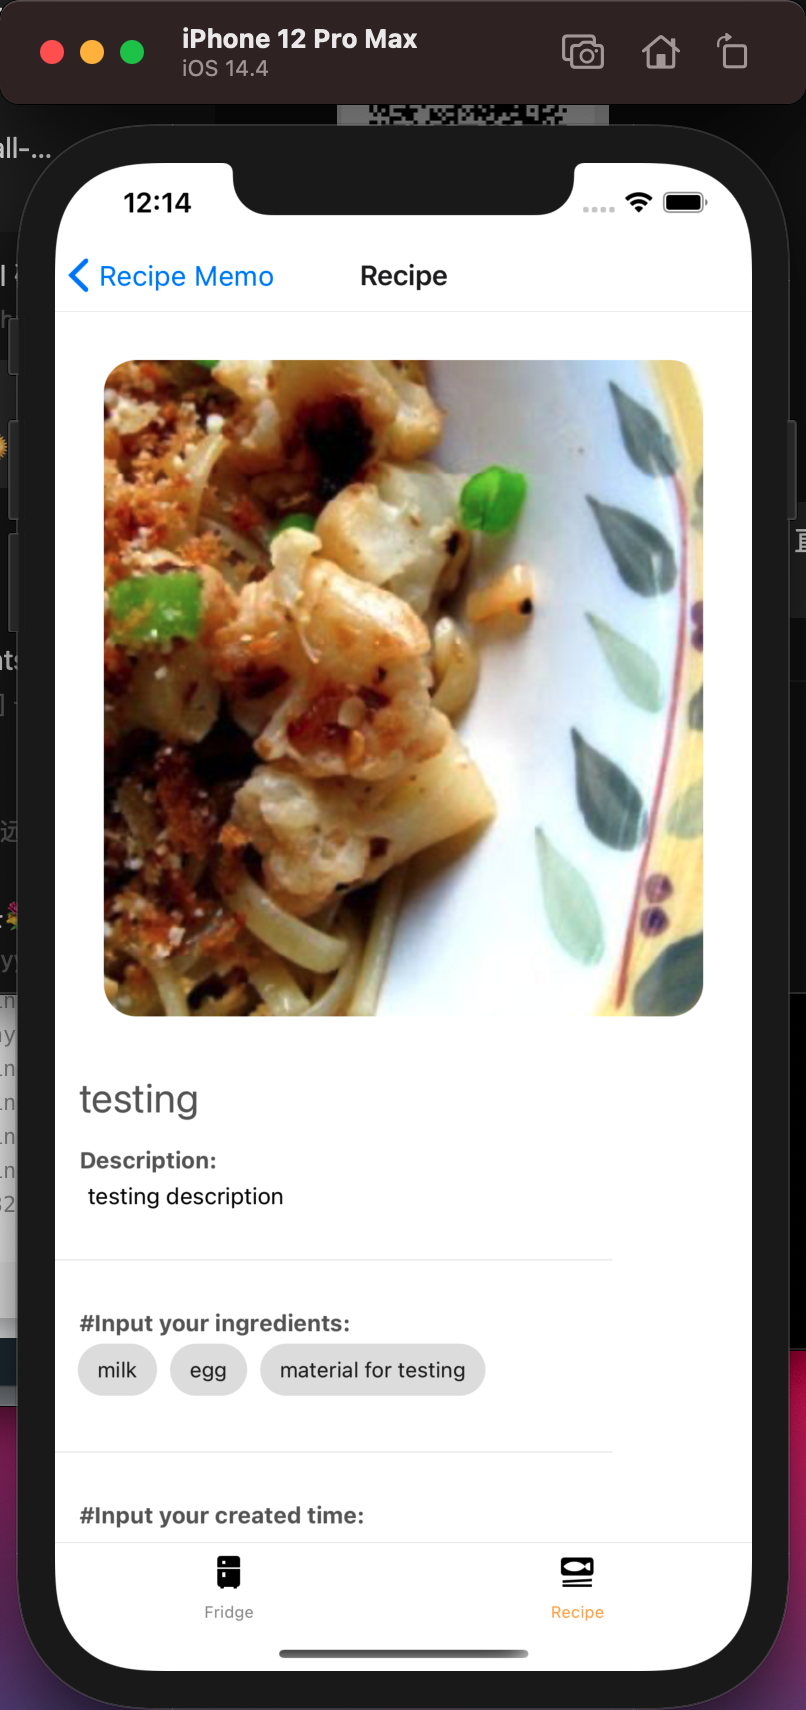 iPhone 12 Pro Max
iOS 14.4
all-...
12:14
Recipe Memo
Recipe
testing
Description:
testing description
#Input your ingredients:
milk
egg
material for testing
#Input your created time:
Fridge
Recipe